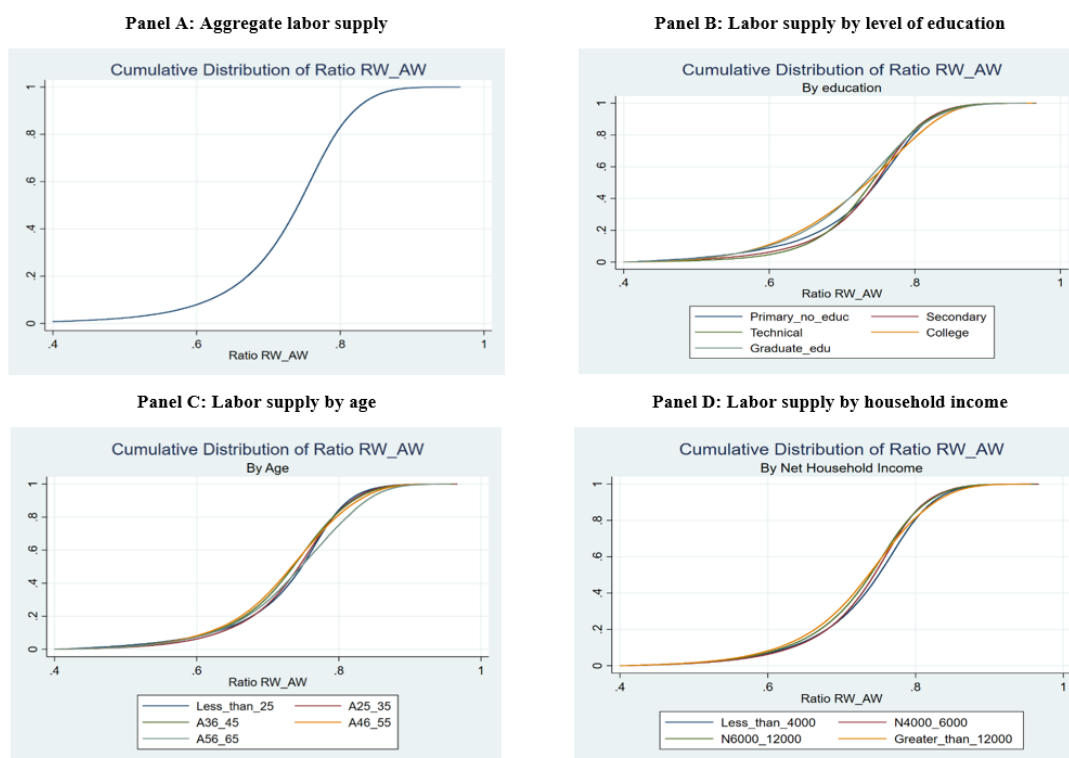 Panel A: Aggregate labor supply
Cumulative Distribution of Ratio RW_AW
1
.8
.6
.4
.2
0
.4 .6 .8 1
Ratio RW_AW
Panel B: Labor supply by level of education
Cumulative Distribution of Ratio RW_AW
By education
1
.8
.6
.4
.2
0
.4 .6 .8 1
Ratio RW_AW
Primary_no_educ Secondary
Technical College
Graduate_edu
Panel C: Labor supply by age
Cumulative Distribution of Ratio RW_AW
By Age
1
.8
.6
.4
.2
0
.4 .6 .8 1
Ratio RW_AW
Less_than_25 A25_35
A36_45 A46_55
A56_65
Panel D: Labor supply by household income
Cumulative Distribution of Ratio RW_AW
By Net Household Income
1
.8
.6
.4
.2
0
.4 .6 .8 1
Ratio RW_AW
Less_than_4000 N4000_6000
N6000_12000 Greater_than_12000